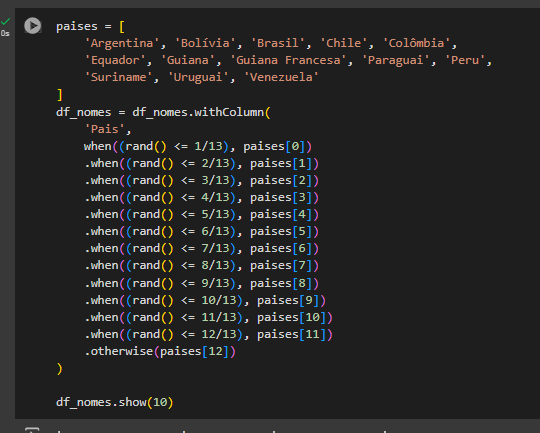 0s
paises = [
    'Argentina', 'Bolívia', 'Brasil', 'Chile', 'Colômbia',
    'Equador', 'Guiana', 'Guiana Francesa', 'Paraguai', 'Peru',
    'Suriname', 'Uruguai', 'Venezuela'
]
df_nomes = df_nomes.withColumn(
    'Pais',
    when((rand() <= 1/13), paises[0])
    .when((rand() <= 2/13), paises[1])
    .when((rand() <= 3/13), paises[2])
    .when((rand() <= 4/13), paises[3])
    .when((rand() <= 5/13), paises[4])
    .when((rand() <= 6/13), paises[5])
    .when((rand() <= 7/13), paises[6])
    .when((rand() <= 8/13), paises[7])
    .when((rand() <= 9/13), paises[8])
    .when((rand() <= 10/13), paises[9])
    .when((rand() <= 11/13), paises[10])
    .when((rand() <= 12/13), paises[11])
    .otherwise(paises[12])
)
df_nomes.show(10)